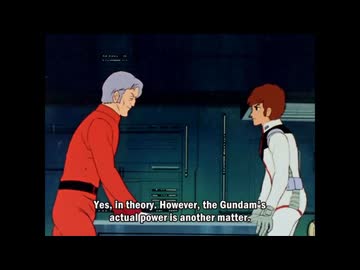 Yes, in theory. However, the Gundam's
actual power is another matter.